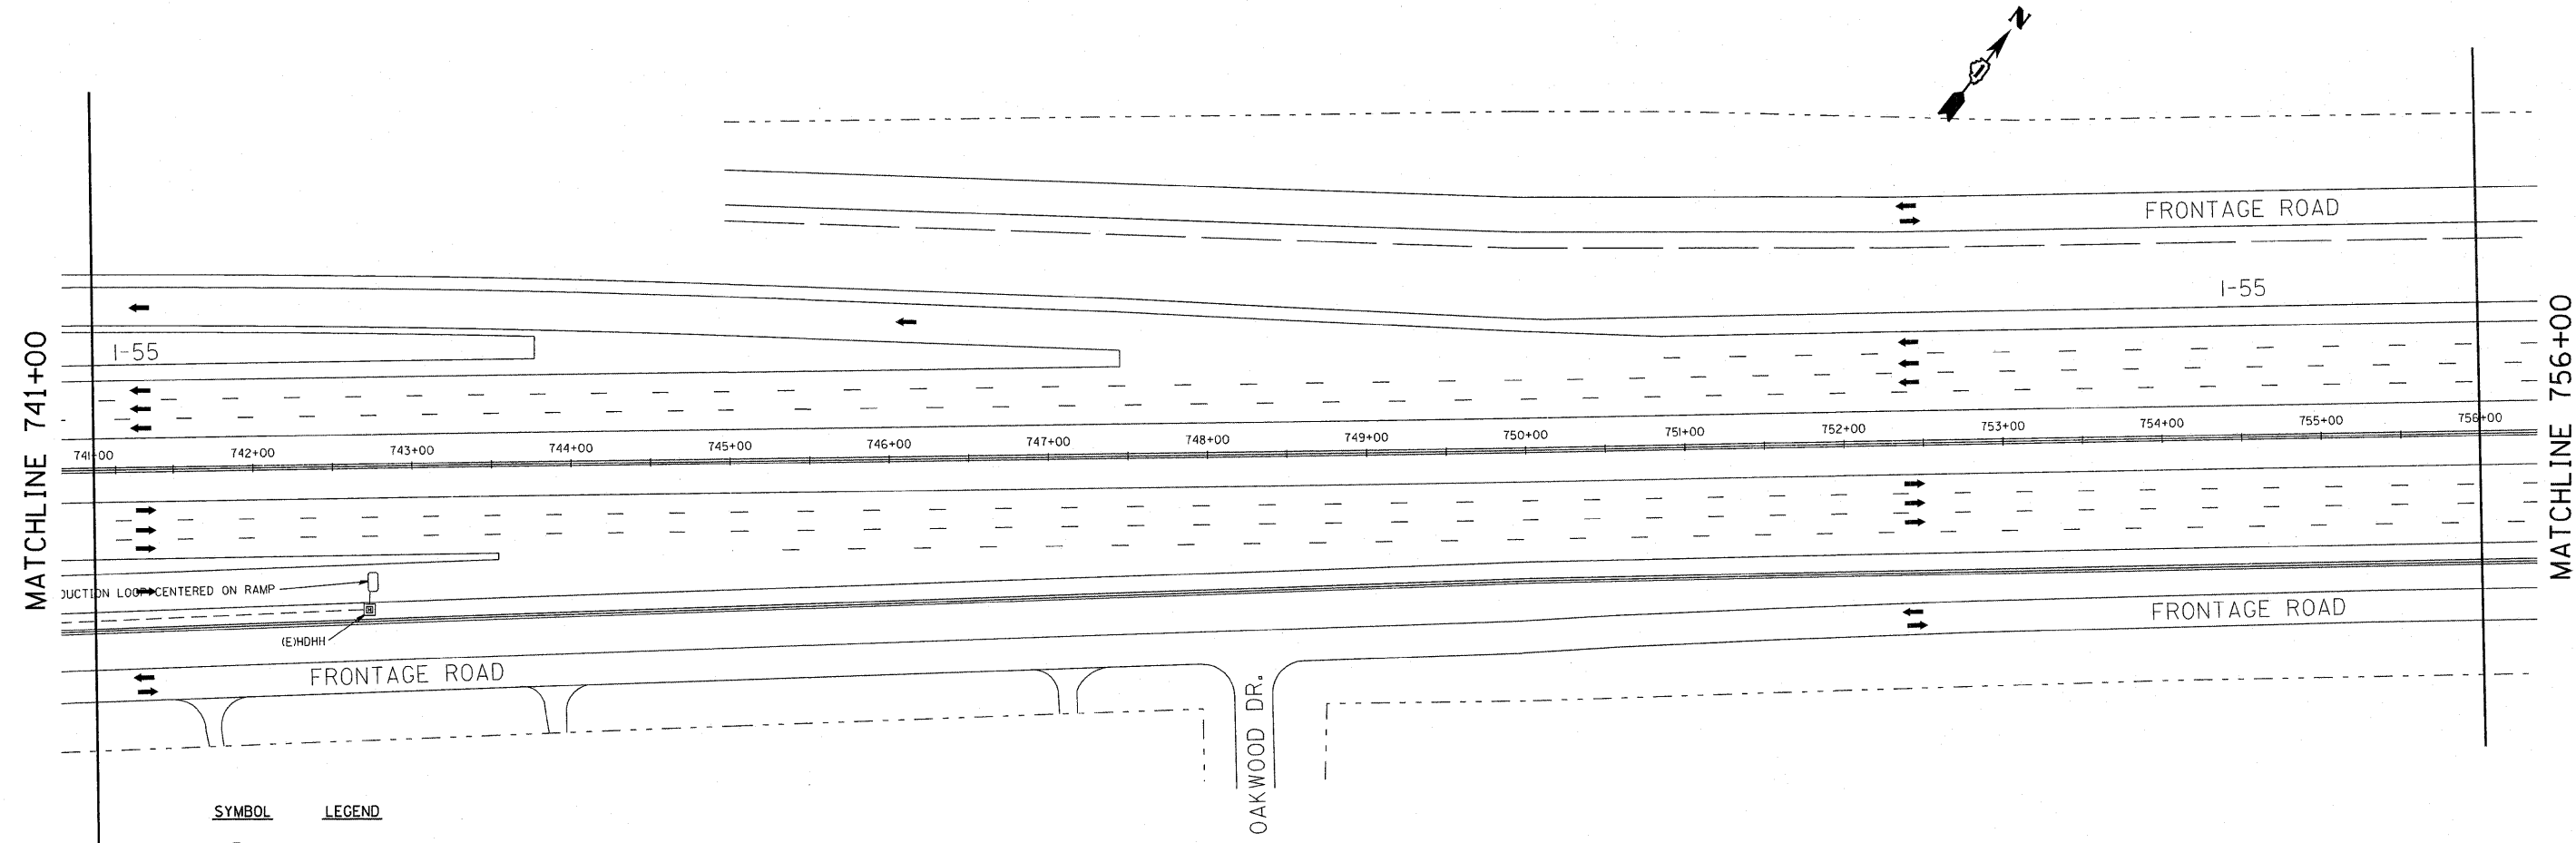 N
FRONTAGE ROAD
I-55
I-55
MATCHLINE 741+00
MATCHLINE 756+00
741+00 742+00 743+00 744+00 745+00 746+00 747+00 748+00 749+00 750+00 751+00 752+00 753+00 754+00 755+00 756+00
DUCTION LOOP CENTERED ON RAMP
(E)HDHH
FRONTAGE ROAD
FRONTAGE ROAD
OAKWOOD DR.
SYMBOL LEGEND